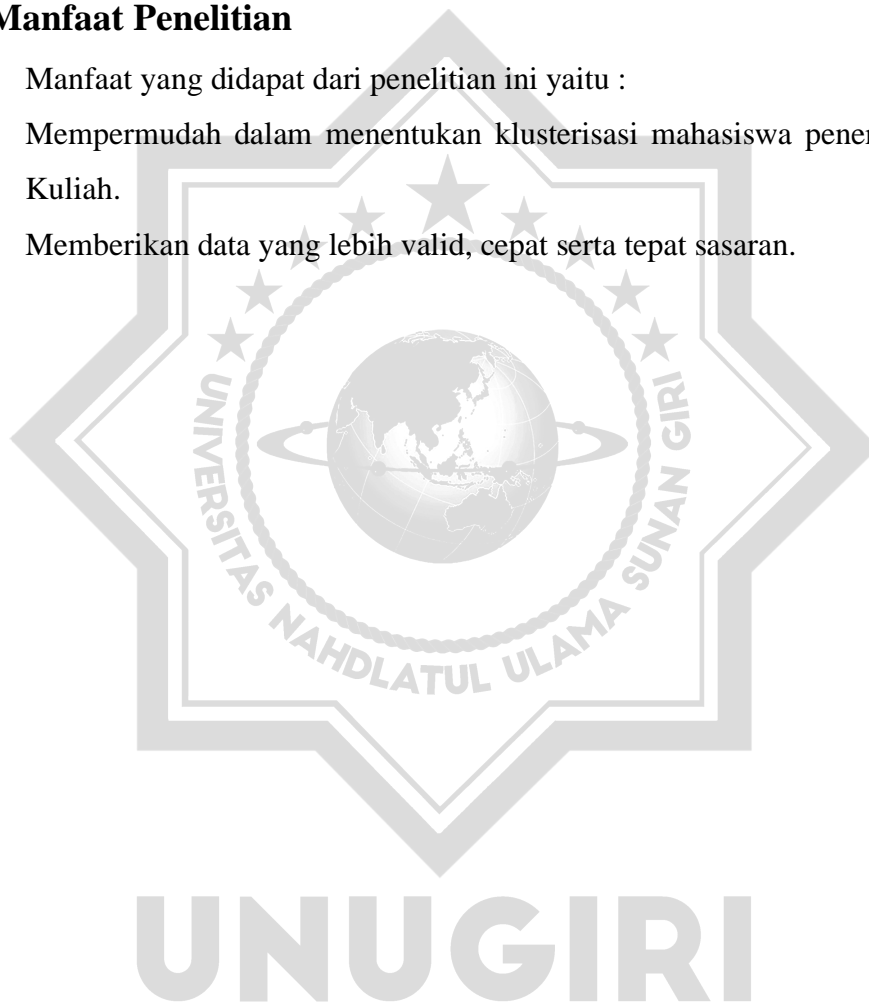 Manfaat Penelitian
Manfaat yang didapat dari penelitian ini yaitu :
Mempermudah dalam menentukan klusterisasi mahasiswa
Kuliah.
Memberikan data yang lebih valid, cepat serta tepat sasaran.
UNIVERSITAS NAHDLATUL ULAMA SUNAN GIRI
UNUGIRI